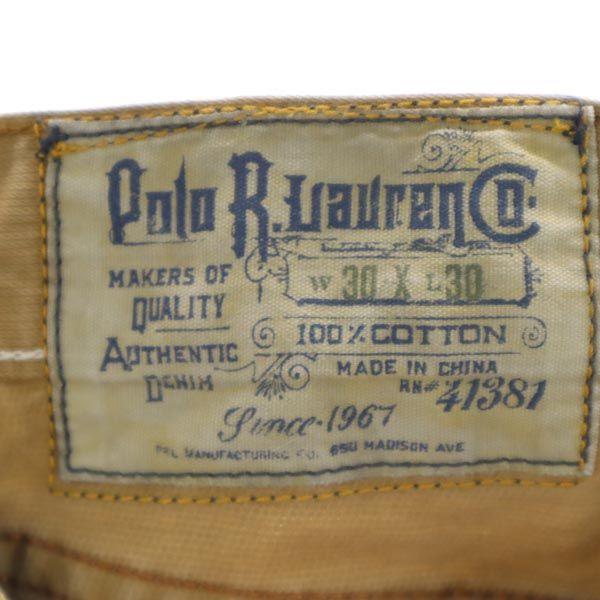 Polo R. Lauren Co.
MAKERS OF
QUALITY
AUTHENTIC
DENIM
W 30 X L 30
100% COTTON
MADE IN CHINA
RN# 41381
Since 1967
PRL MANUFACTURING CO. 650 MADISON AVE